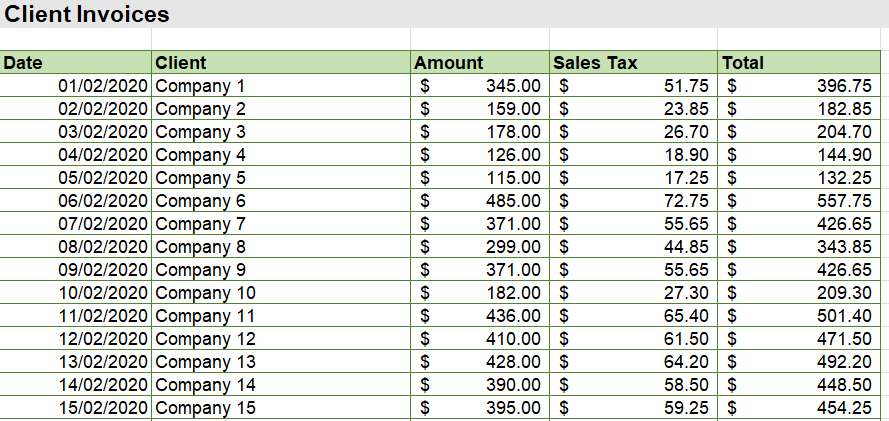 Client Invoices
Date Client Amount Sales Tax Total
01/02/2020 Company 1 $ 345.00 $ 51.75 $ 396.75
02/02/2020 Company 2 $ 159.00 $ 23.85 $ 182.85
03/02/2020 Company 3 $ 178.00 $ 26.70 $ 204.70
04/02/2020 Company 4 $ 126.00 $ 18.90 $ 144.90
05/02/2020 Company 5 $ 115.00 $ 17.25 $ 132.25
06/02/2020 Company 6 $ 485.00 $ 72.75 $ 557.75
07/02/2020 Company 7 $ 371.00 $ 55.65 $ 426.65
08/02/2020 Company 8 $ 299.00 $ 44.85 $ 343.85
09/02/2020 Company 9 $ 371.00 $ 55.65 $ 426.65
10/02/2020 Company 10 $ 182.00 $ 27.30 $ 209.30
11/02/2020 Company 11 $ 436.00 $ 65.40 $ 501.40
12/02/2020 Company 12 $ 410.00 $ 61.50 $ 471.50
13/02/2020 Company 13 $ 428.00 $ 64.20 $ 492.20
14/02/2020 Company 14 $ 390.00 $ 58.50 $ 448.50
15/02/2020 Company 15 $ 395.00 $ 59.25 $ 454.25